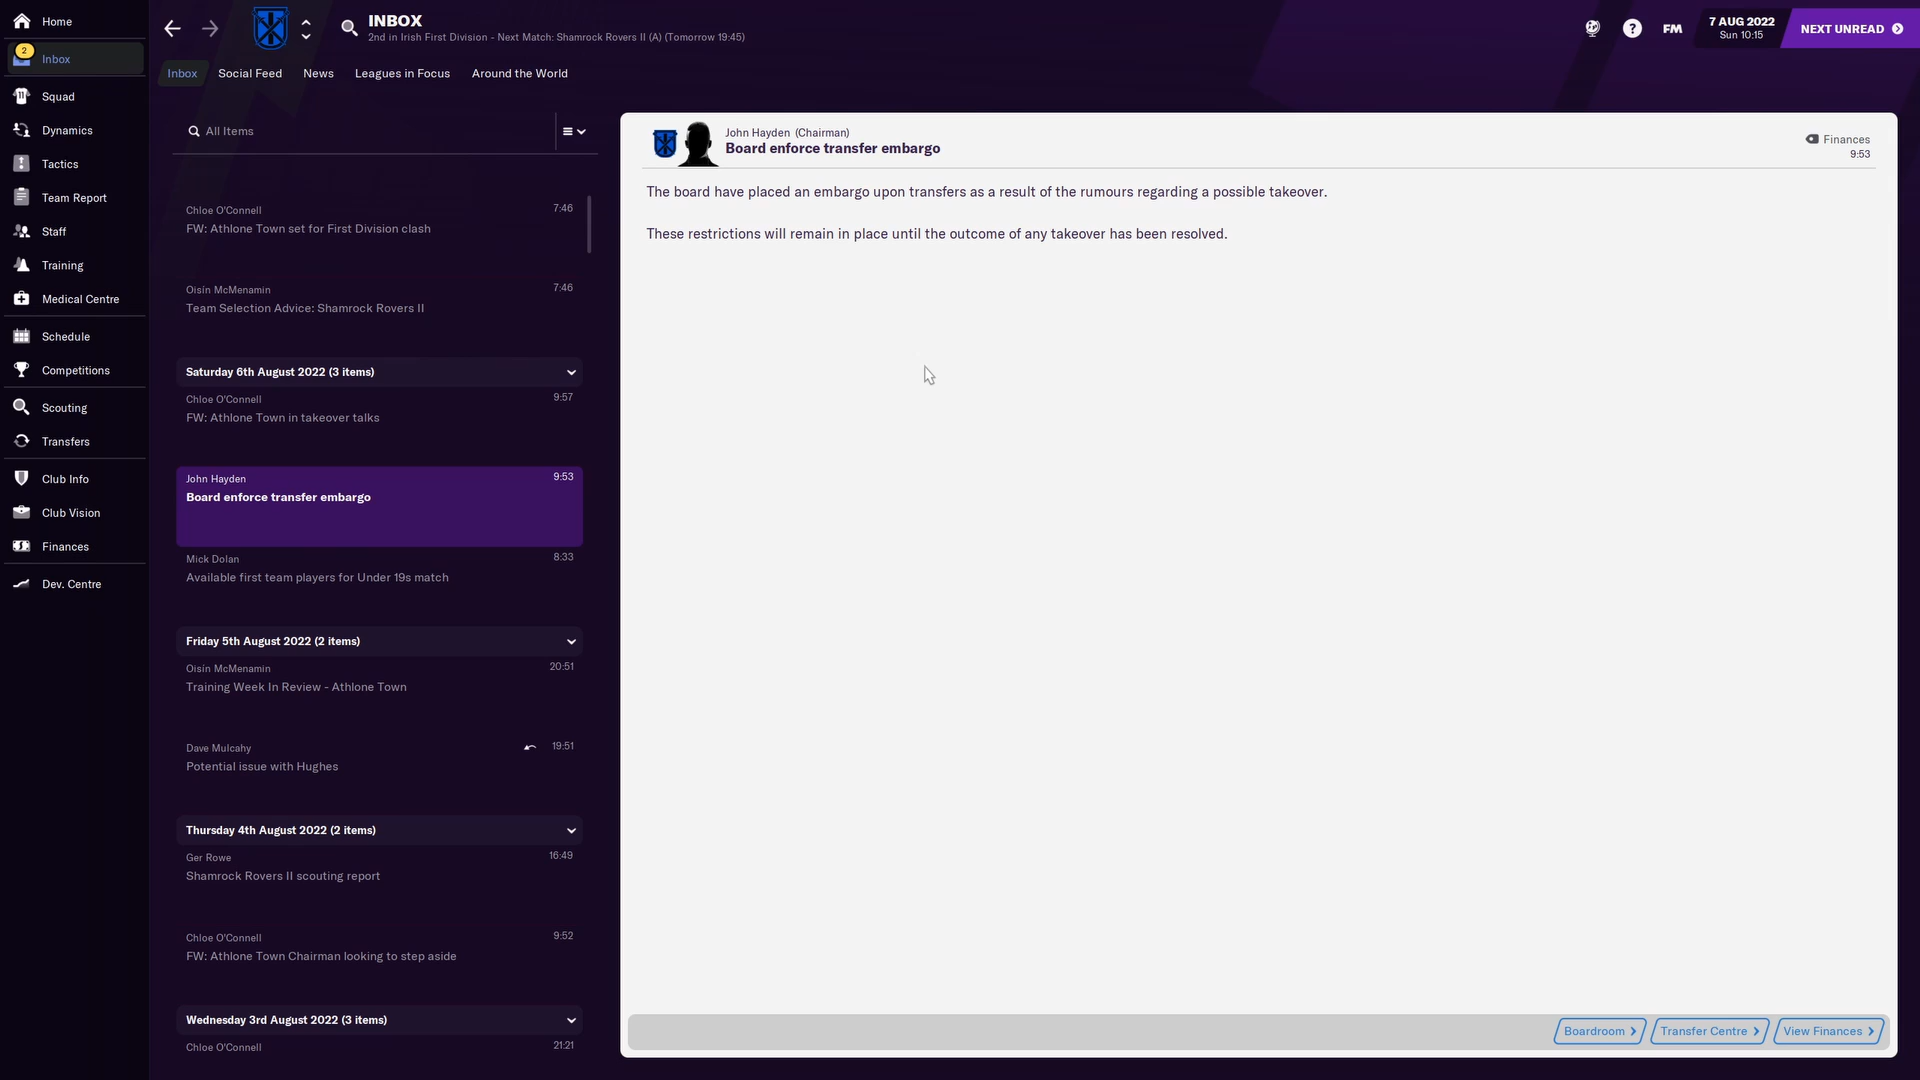 Home
2
Inbox
Squad
Dynamics
Tactics
Team Report
Staff
Training
Medical Centre
Schedule
Competitions
Scouting
Transfers
Club Info
Club Vision
Finances
Dev. Centre
INBOX
2nd in Irish First Division - Next Match: Shamrock Rovers II (A) (Tomorrow 19:45)
?
FM
7 AUG 2022
Sun 10:15
NEXT UNREAD
Inbox
Social Feed
News
Leagues in Focus
Around the World
All Items
Chloe O'Connell 7:46
FW: Athlone Town set for First Division clash
Oisín McMenamin 7:46
Team Selection Advice: Shamrock Rovers II
Saturday 6th August 2022 (3 items)
Chloe O'Connell 9:57
FW: Athlone Town in takeover talks
John Hayden 9:53
Board enforce transfer embargo
Mick Dolan 8:33
Available first team players for Under 19s match
Friday 5th August 2022 (2 items)
Oisín McMenamin 20:51
Training Week In Review - Athlone Town
Dave Mulcahy 19:51
Potential issue with Hughes
Thursday 4th August 2022 (2 items)
Ger Rowe 16:49
Shamrock Rovers II scouting report
Chloe O'Connell 9:52
FW: Athlone Town Chairman looking to step aside
Wednesday 3rd August 2022 (3 items)
Chloe O'Connell 21:21
John Hayden (Chairman)
Board enforce transfer embargo
Finances
9:53
The board have placed an embargo upon transfers as a result of the rumours regarding a possible takeover.
These restrictions will remain in place until the outcome of any takeover has been resolved.
Boardroom
Transfer Centre
View Finances